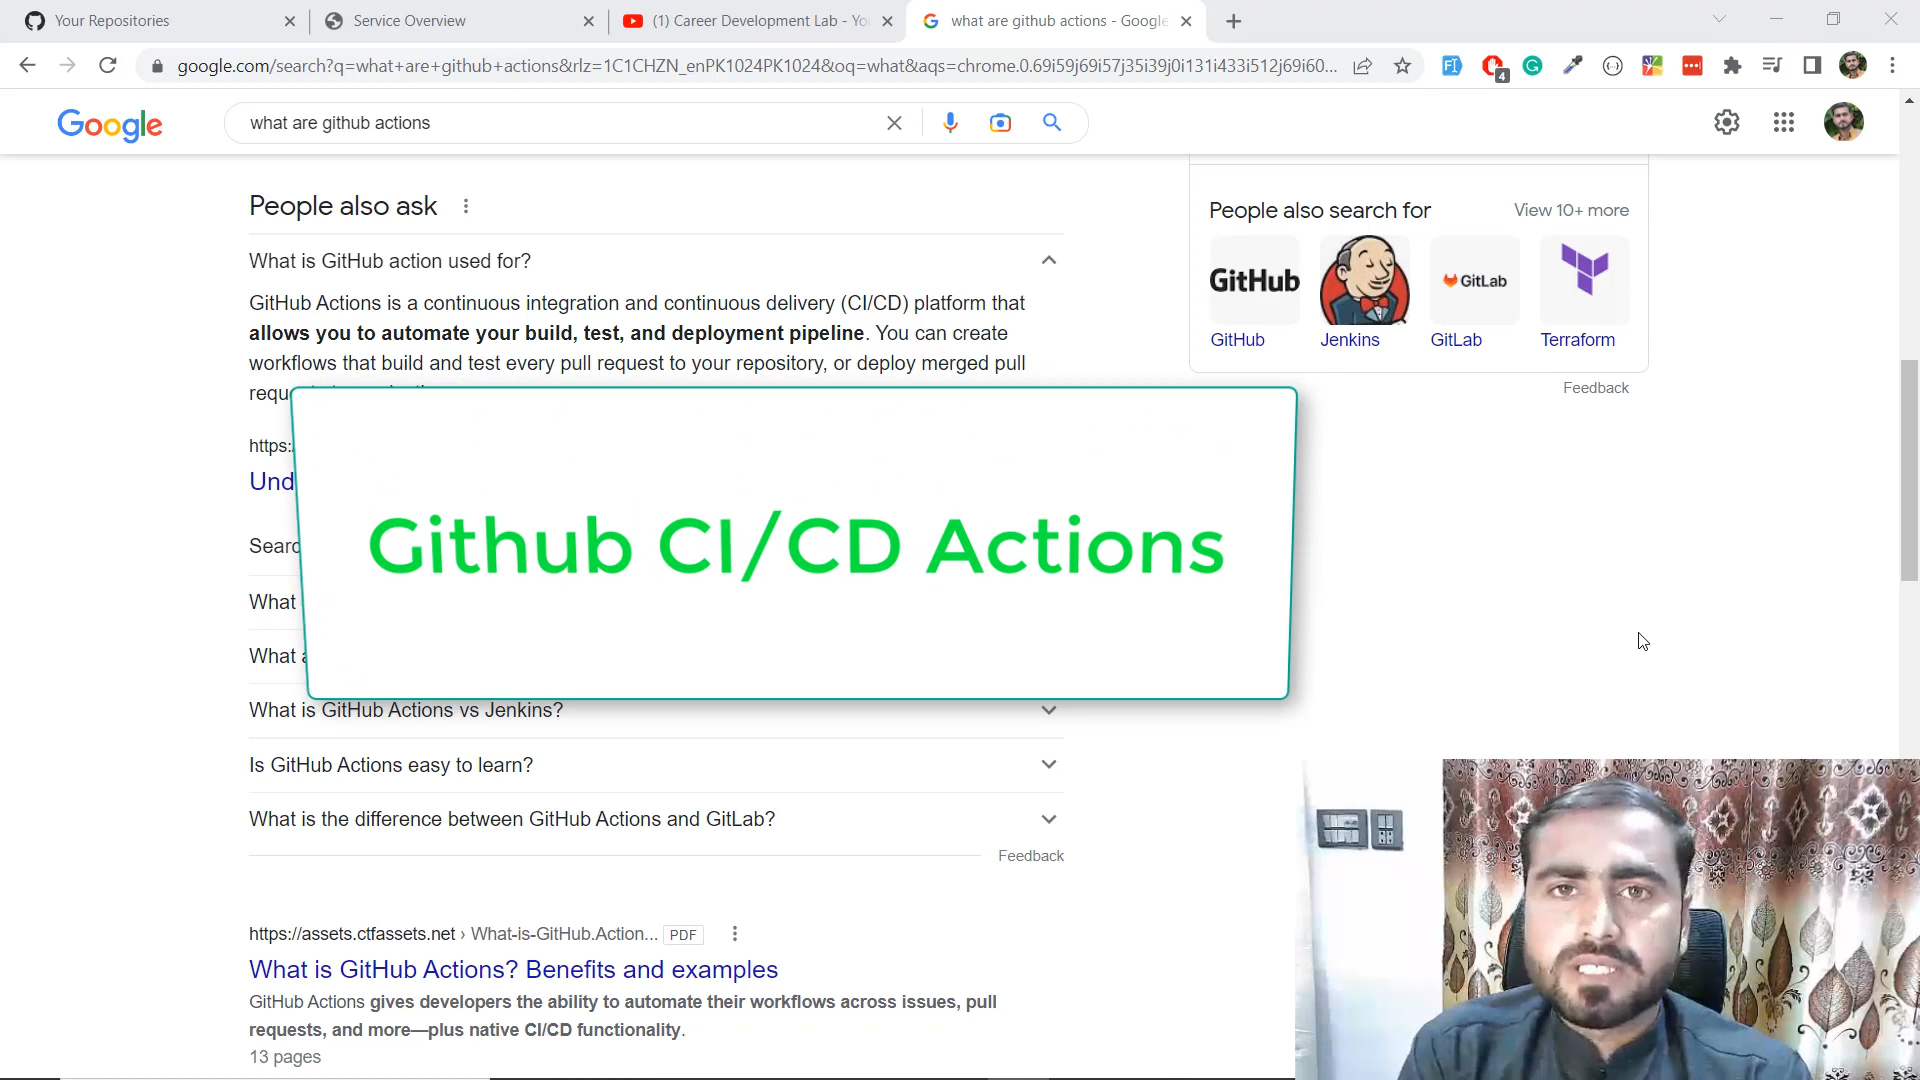 Your Repositories
Service Overview
(1) Career Development Lab - Yo
what are github actions - Google
google.com/search?q=what+are+github+actions&rlz=1C1CHZN_enPK1024PK1024&oq=what&aqs=chrome.0.69i59j69i57j35i39j0i131i433i512j69i60...
4
Google
what are github actions
People also ask
What is GitHub action used for?
GitHub Actions is a continuous integration and continuous delivery (CI/CD) platform that
allows you to automate your build, test, and deployment pipeline. You can create
workflows that build and test every pull request to your repository, or deploy merged pull
requ
https:
Und
Searc
What
What a
Github CI/CD Actions
What is GitHub Actions vs Jenkins?
Is GitHub Actions easy to learn?
What is the difference between GitHub Actions and GitLab?
Feedback
https://assets.ctfassets.net › What-is-GitHub.Action... PDF
What is GitHub Actions? Benefits and examples
GitHub Actions gives developers the ability to automate their workflows across issues, pull
requests, and more—plus native CI/CD functionality.
13 pages
People also search for
View 10+ more
GitHub
GitLab
GitHub
Jenkins
GitLab
Terraform
Feedback